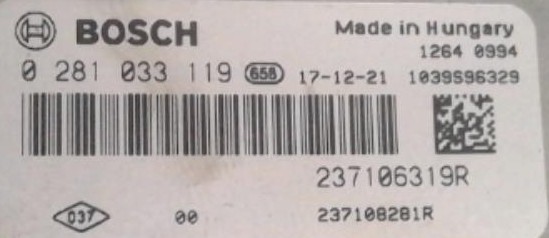 BOSCH
Made in Hungary
1264 0994
0 281 033 119 658 17-12-21 1039S96329
237106319R
037 00 237108281R